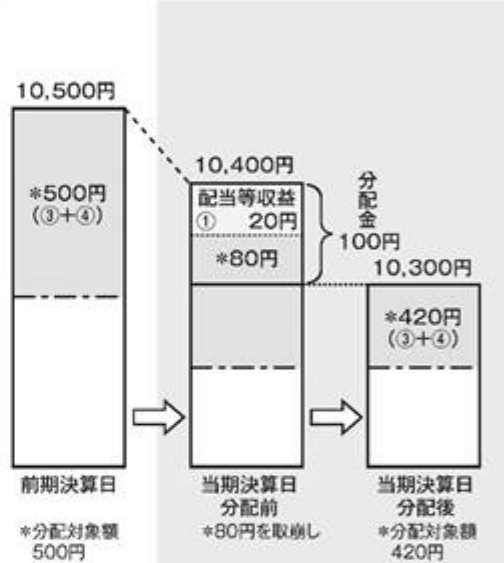 10,500円
*500円
(③+④)
10,400円
配当等収益
① 20円
*80円
分配金
100円
10,300円
*420円
(③+④)
前期決算日
*分配対象額
500円
当期決算日
分配前
*80円を取崩し
当期決算日
分配後
*分配対象額
420円